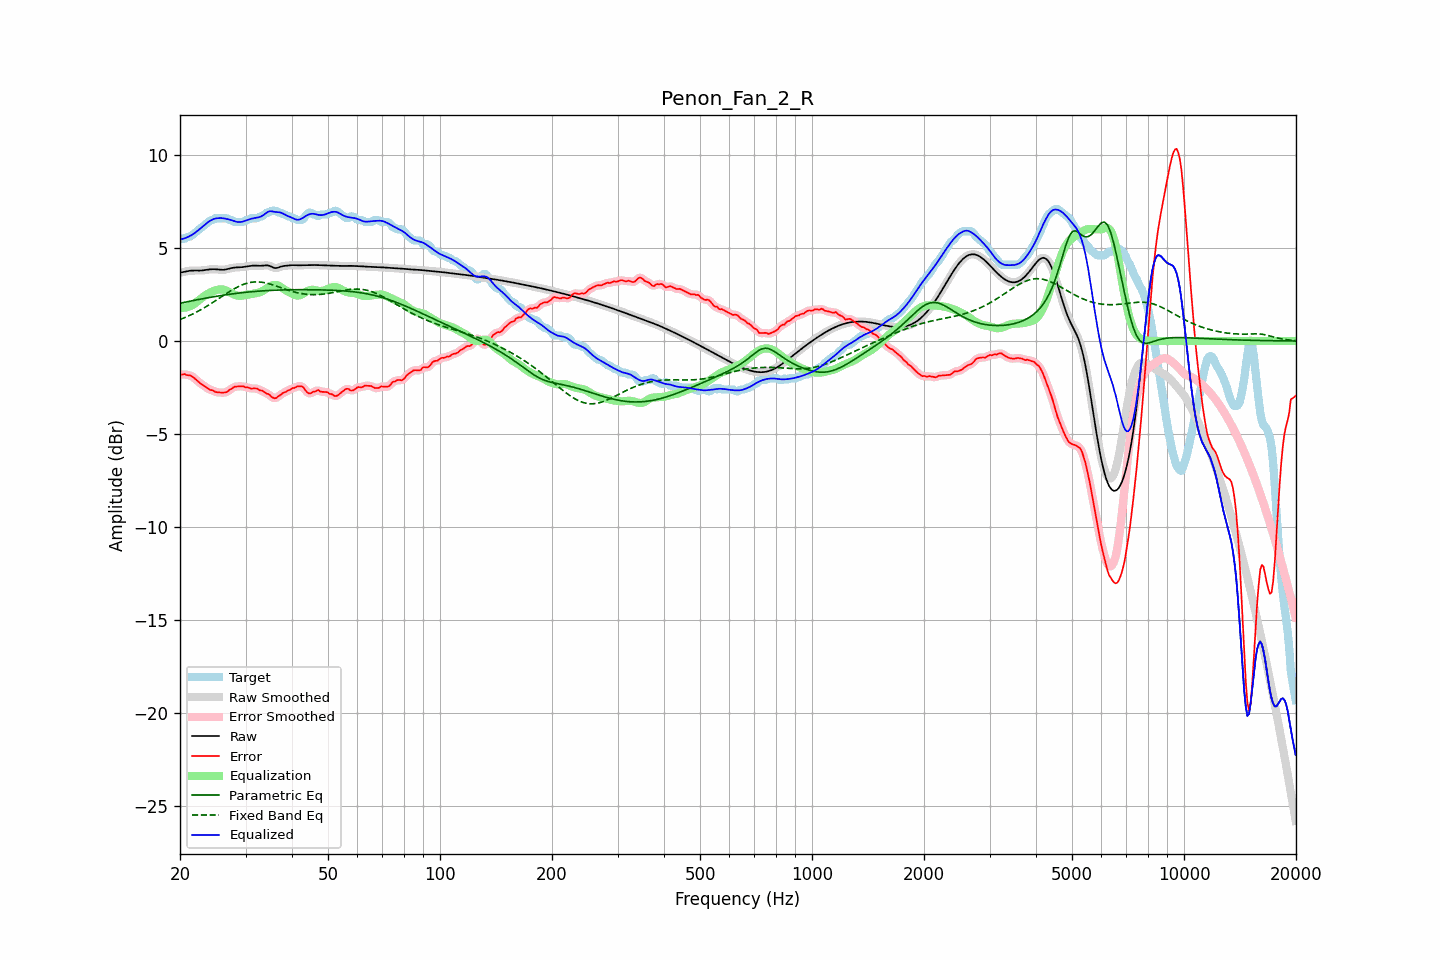 Penon_Fan_2_R
10
5
0
−5
−10
−15
−20
−25
Amplitude (dBr)
Target
Raw Smoothed
Error Smoothed
Raw
Error
Equalization
Parametric Eq
Fixed Band Eq
Equalized
20 50 100 200 500 1000 2000 5000 10000 20000
Frequency (Hz)